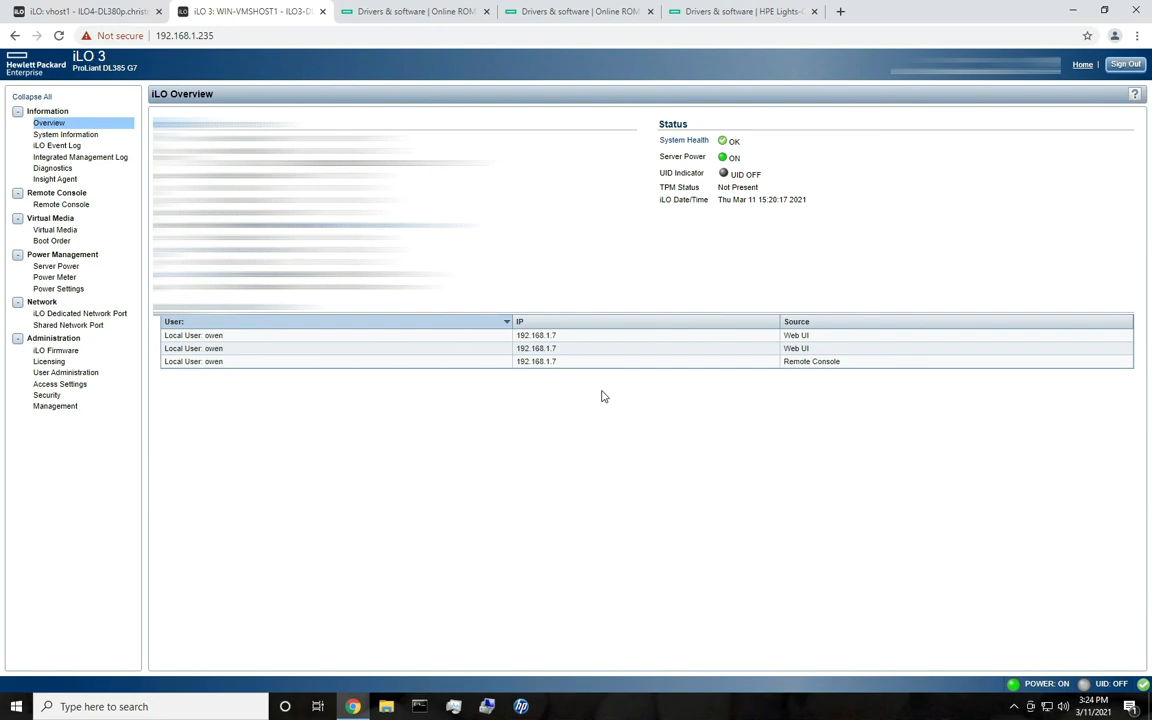 iLO: vhost1 - ILO4-DL380p.christm
iLO 3: WIN-VMSHOST1 - ILO3-DL
Drivers & software | Online ROM
Drivers & software | Online ROM
Drivers & software | HPE Lights-O
Not secure
192.168.1.235
Hewlett Packard
Enterprise
iLO 3
ProLiant DL385 G7
Home |
Sign Out
Collapse All
Information
Overview
System Information
iLO Event Log
Integrated Management Log
Diagnostics
Insight Agent
Remote Console
Remote Console
Virtual Media
Virtual Media
Boot Order
Power Management
Server Power
Power Meter
Power Settings
Network
iLO Dedicated Network Port
Shared Network Port
Administration
iLO Firmware
Licensing
User Administration
Access Settings
Security
Management
iLO Overview
?
Status
System Health OK
Server Power ON
UID Indicator UID OFF
TPM Status Not Present
iLO Date/Time Thu Mar 11 15:20:17 2021
User: IP Source
Local User: owen 192.168.1.7 Web UI
Local User: owen 192.168.1.7 Web UI
Local User: owen 192.168.1.7 Remote Console
POWER: ON UID: OFF
Type here to search
3:24 PM
3/11/2021